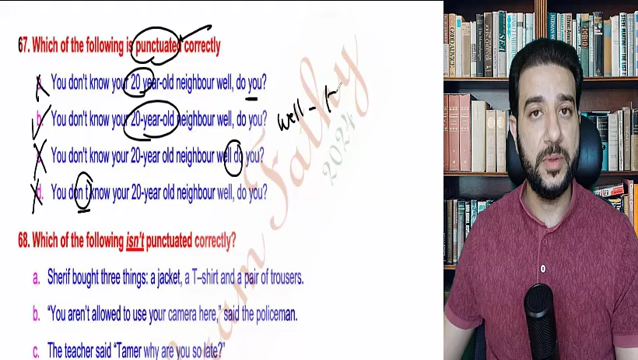 67. Which of the following is punctuated correctly
a. You don't know your 20 year-old neighbour well, do you?
b. You don't know your 20-year-old neighbour well, do you?
You don't know your 20-year-old neighbour well do you?
d. You don t know your 20-year old neighbour well, do you?
well -
68. Which of the following isn't punctuated correctly?
a. Sherif bought three things: a jacket, a T–shirt and a pair of trousers.
b. "You aren't allowed to use your camera here," said the policeman.
c. The teacher said "Tamer why are you so late?"
Fathy
2024